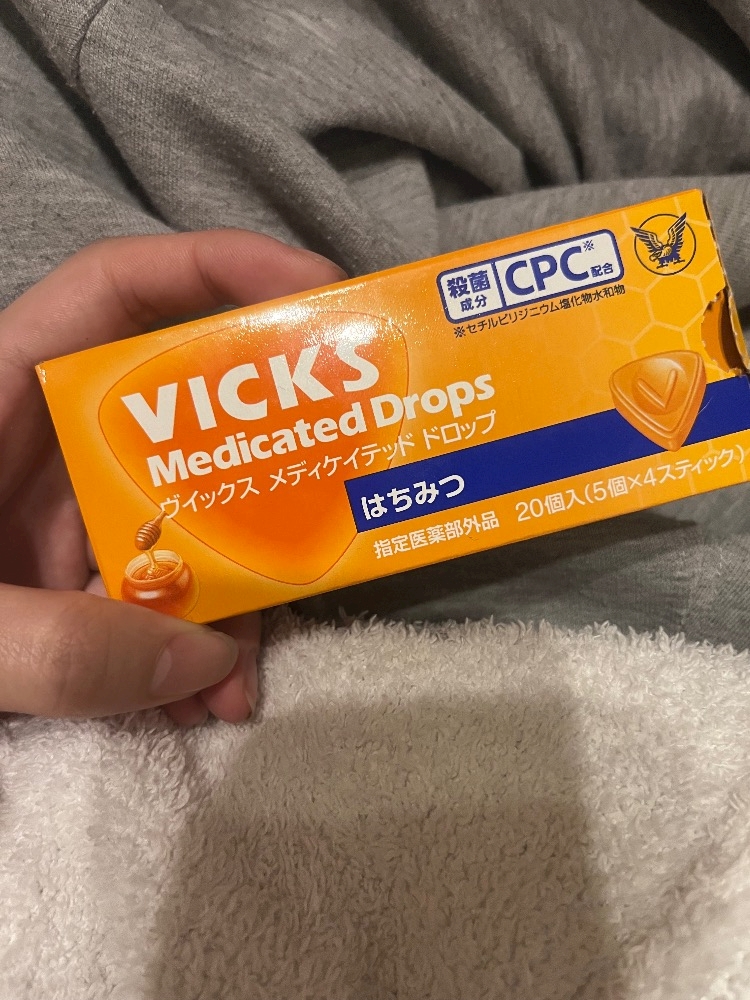 殺菌
成分
CPC※
配合
※セチルピリジニウム塩化物水和物
VICKS
Medicated Drops
ヴイックス メディケイテッド ドロップ
はちみつ
指定医薬部外品 20個入(5個×4スティック)